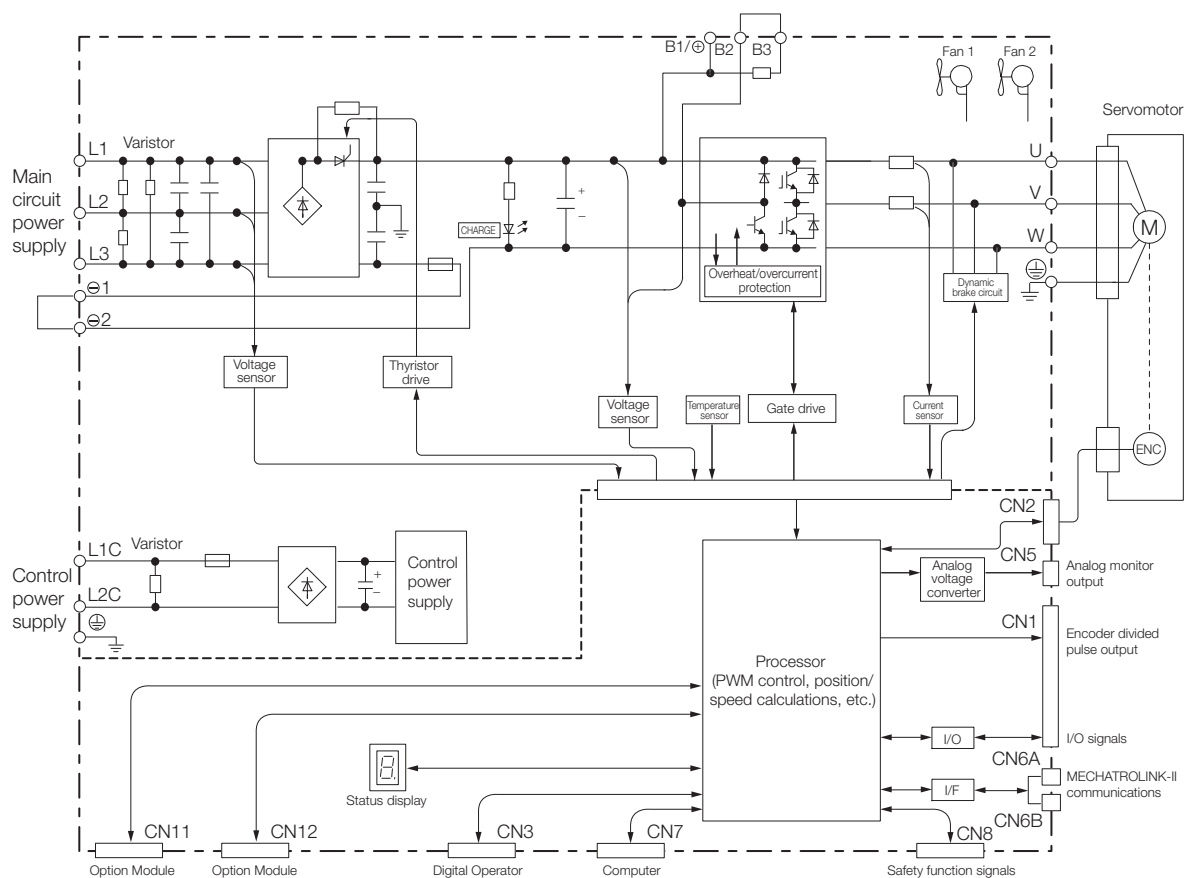 B1/⊕
B2
B3
Fan 1
Fan 2
Servomotor
Varistor
L1
L2
L3
Main
circuit
power
supply
⊖1
⊖2
CHARGE
+
–
Overheat/overcurrent
protection
U
V
W
M
Dynamic
brake circuit
Voltage
sensor
Thyristor
drive
Voltage
sensor
Temperature
sensor
Gate drive
Current
sensor
ENC
CN2
L1C
Varistor
L2C
Control
power
supply
+
–
Control
power
supply
Analog
voltage
converter
CN5
Analog monitor
output
CN1
Encoder divided
pulse output
Processor
(PWM control, position/
speed calculations, etc.)
I/O
I/O signals
CN6A
I/F
MECHATROLINK-II
communications
CN6B
8.
Status display
CN11
CN12
CN3
CN7
CN8
Option Module
Option Module
Digital Operator
Computer
Safety function signals